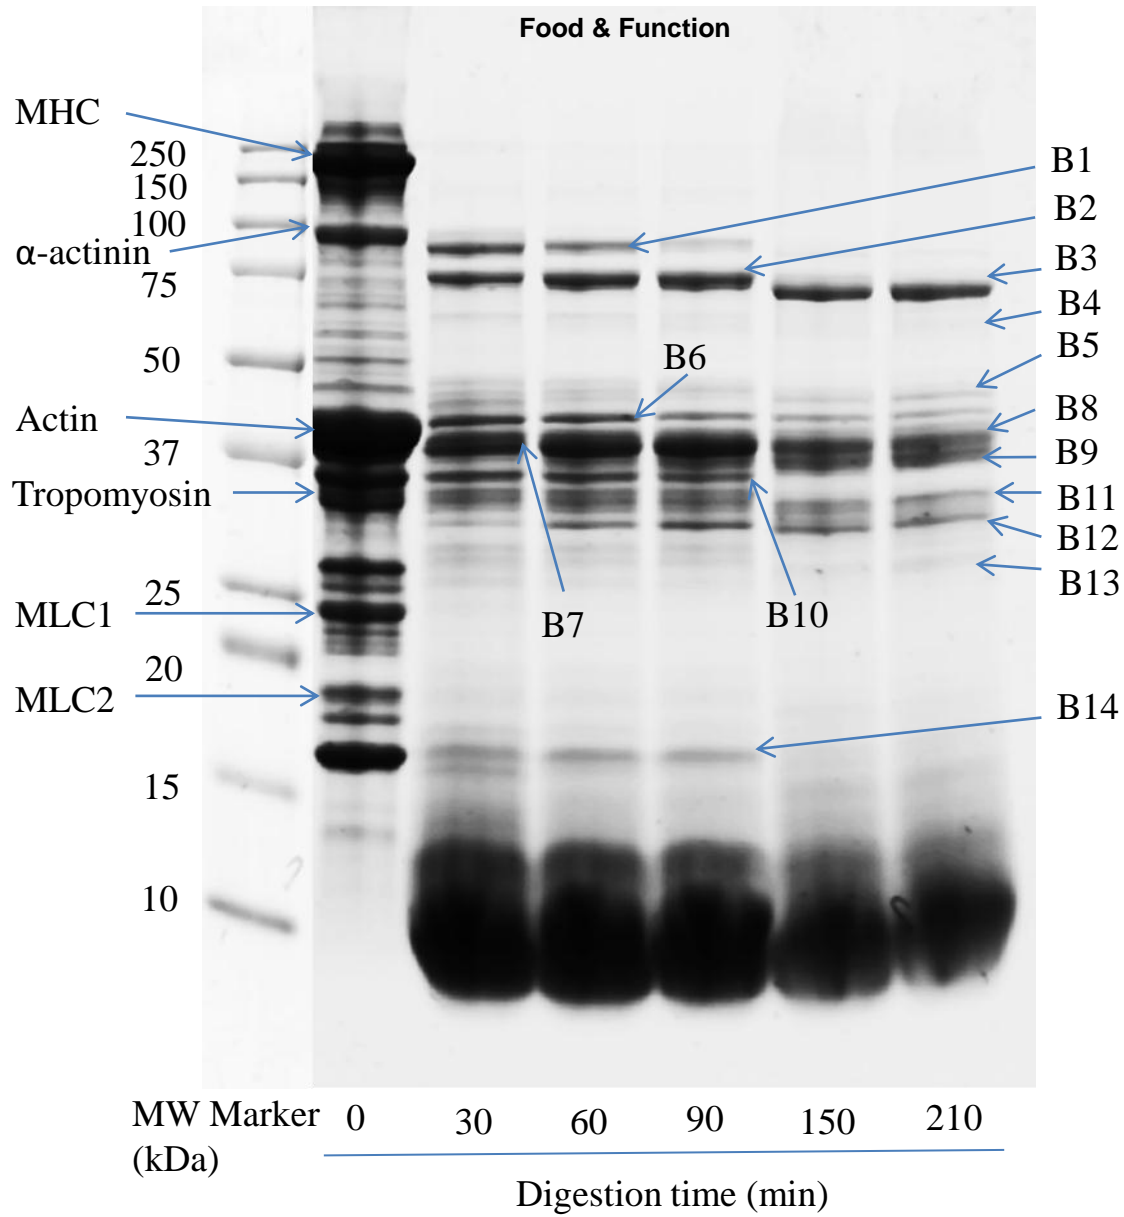 Food & Function
MHC
250
150
100
α-actinin
75
50
Actin
37
Tropomyosin
25
MLC1
20
MLC2
15
10
B1
B2
B3
B4
B5
B6
B8
B9
B11
B12
B13
B7
B10
B14
MW Marker 0 30 60 90 150 210
(kDa)
Digestion time (min)